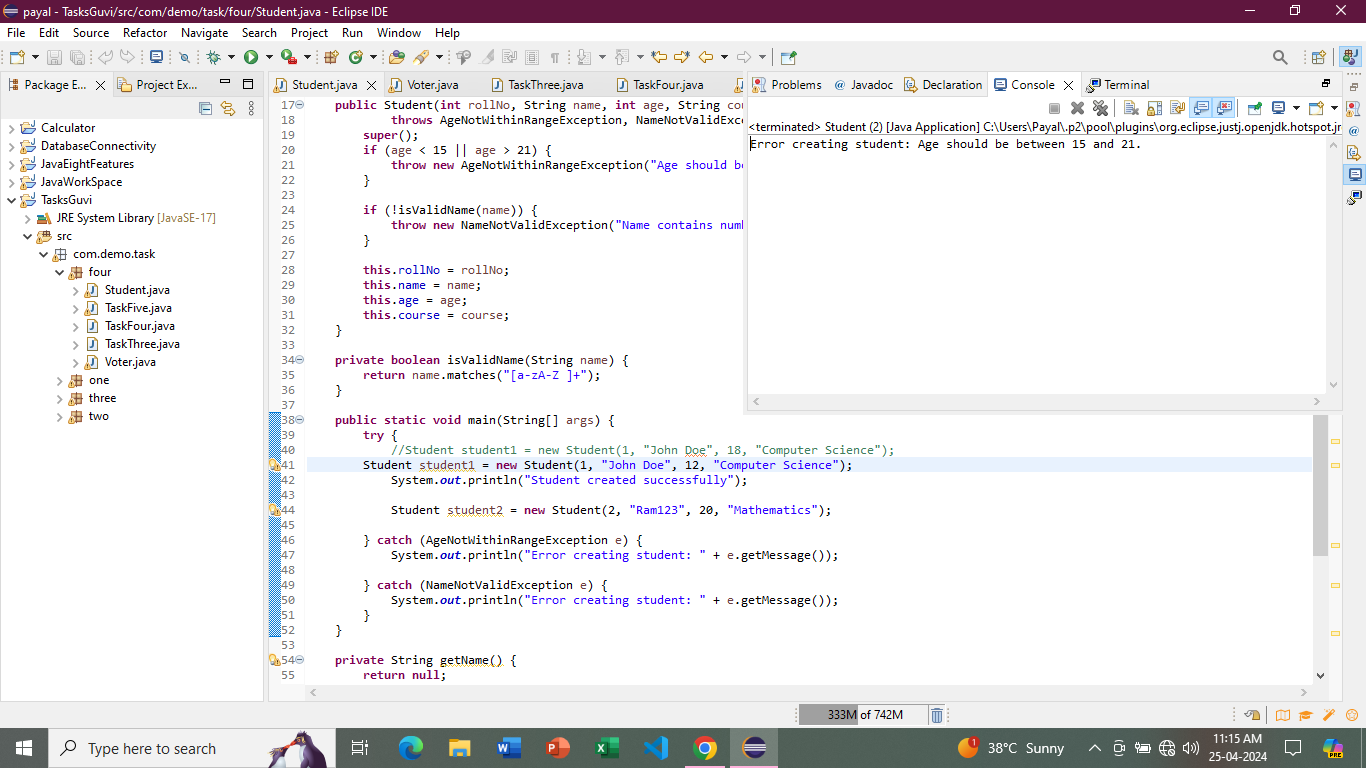 payal - TasksGuvi/src/com/demo/task/four/Student.java - Eclipse IDE
File Edit Source Refactor Navigate Search Project Run Window Help
Package E... Project Ex...
Calculator
DatabaseConnectivity
JavaEightFeatures
JavaWorkSpace
TasksGuvi
JRE System Library [JavaSE-17]
src
com.demo.task
four
Student.java
TaskFive.java
TaskFour.java
TaskThree.java
Voter.java
one
three
two
Student.java Voter.java TaskThree.java TaskFour.java
17 public Student(int rollNo, String name, int age, String cou
18 throws AgeNotWithinRangeException, NameNotValidExce
19 super();
20 if (age < 15 || age > 21) {
21 throw new AgeNotWithinRangeException("Age should be
22 }
23
24 if (!isValidName(name)) {
25 throw new NameNotValidException("Name contains numb
26 }
27
28 this.rollNo = rollNo;
29 this.name = name;
30 this.age = age;
31 this.course = course;
32 }
33
34 private boolean isValidName(String name) {
35 return name.matches("[a-zA-Z ]+");
36 }
37
38 public static void main(String[] args) {
39 try {
40 //Student student1 = new Student(1, "John Doe", 18, "Computer Science");
41 Student student1 = new Student(1, "John Doe", 12, "Computer Science");
42 System.out.println("Student created successfully");
43
44 Student student2 = new Student(2, "Ram123", 20, "Mathematics");
45
46 } catch (AgeNotWithinRangeException e) {
47 System.out.println("Error creating student: " + e.getMessage());
48
49 } catch (NameNotValidException e) {
50 System.out.println("Error creating student: " + e.getMessage());
51 }
52 }
53
54 private String getName() {
55 return null;
Problems Javadoc Declaration Console Terminal
<terminated> Student (2) [Java Application] C:\Users\Payal\.p2\pool\plugins\org.eclipse.justj.openjdk.hotspot.jr
Error creating student: Age should be between 15 and 21.
333M of 742M
Type here to search
38°C Sunny
11:15 AM
25-04-2024
PRE